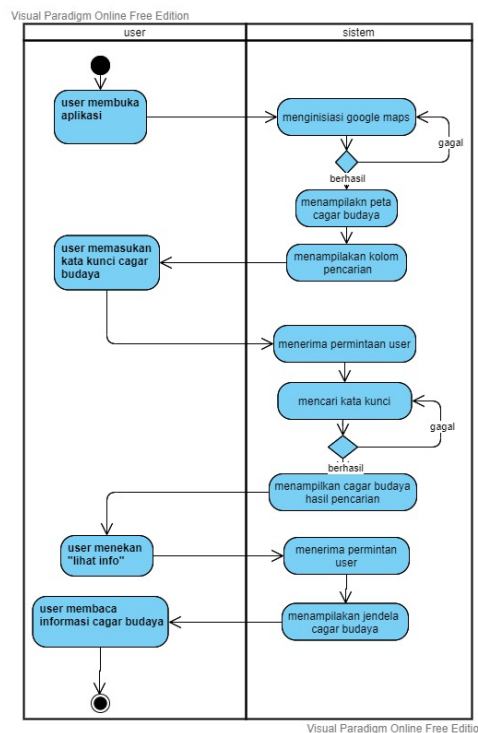 Visual Paradigm Online Free Edition
user
sistem
user membuka
aplikasi
menginisiasi google maps
gagal
berhasil
menampilakn peta
cagar budaya
user memasukan
kata kunci cagar
budaya
menampilakan kolom
pencarian
menerima permintaan user
mencari kata kunci
gagal
berhasil
menampilkan cagar budaya
hasil pencarian
user menekan
"lihat info"
menerima permintan
user
user membaca
informasi cagar budaya
menampilakan jendela
cagar budaya
Visual Paradigm Online Free Editio